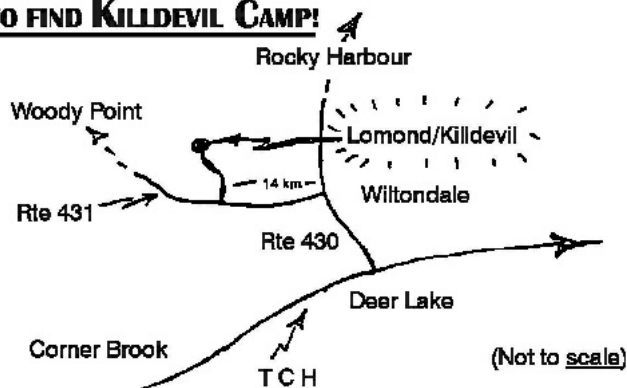 O FIND KILLDEVIL CAMP!
Rocky Harbour
Woody Point
Lomond/Killdevil
14 km
Wiltondale
Rte 431
Rte 430
Deer Lake
Corner Brook
(Not to scale)
T C H